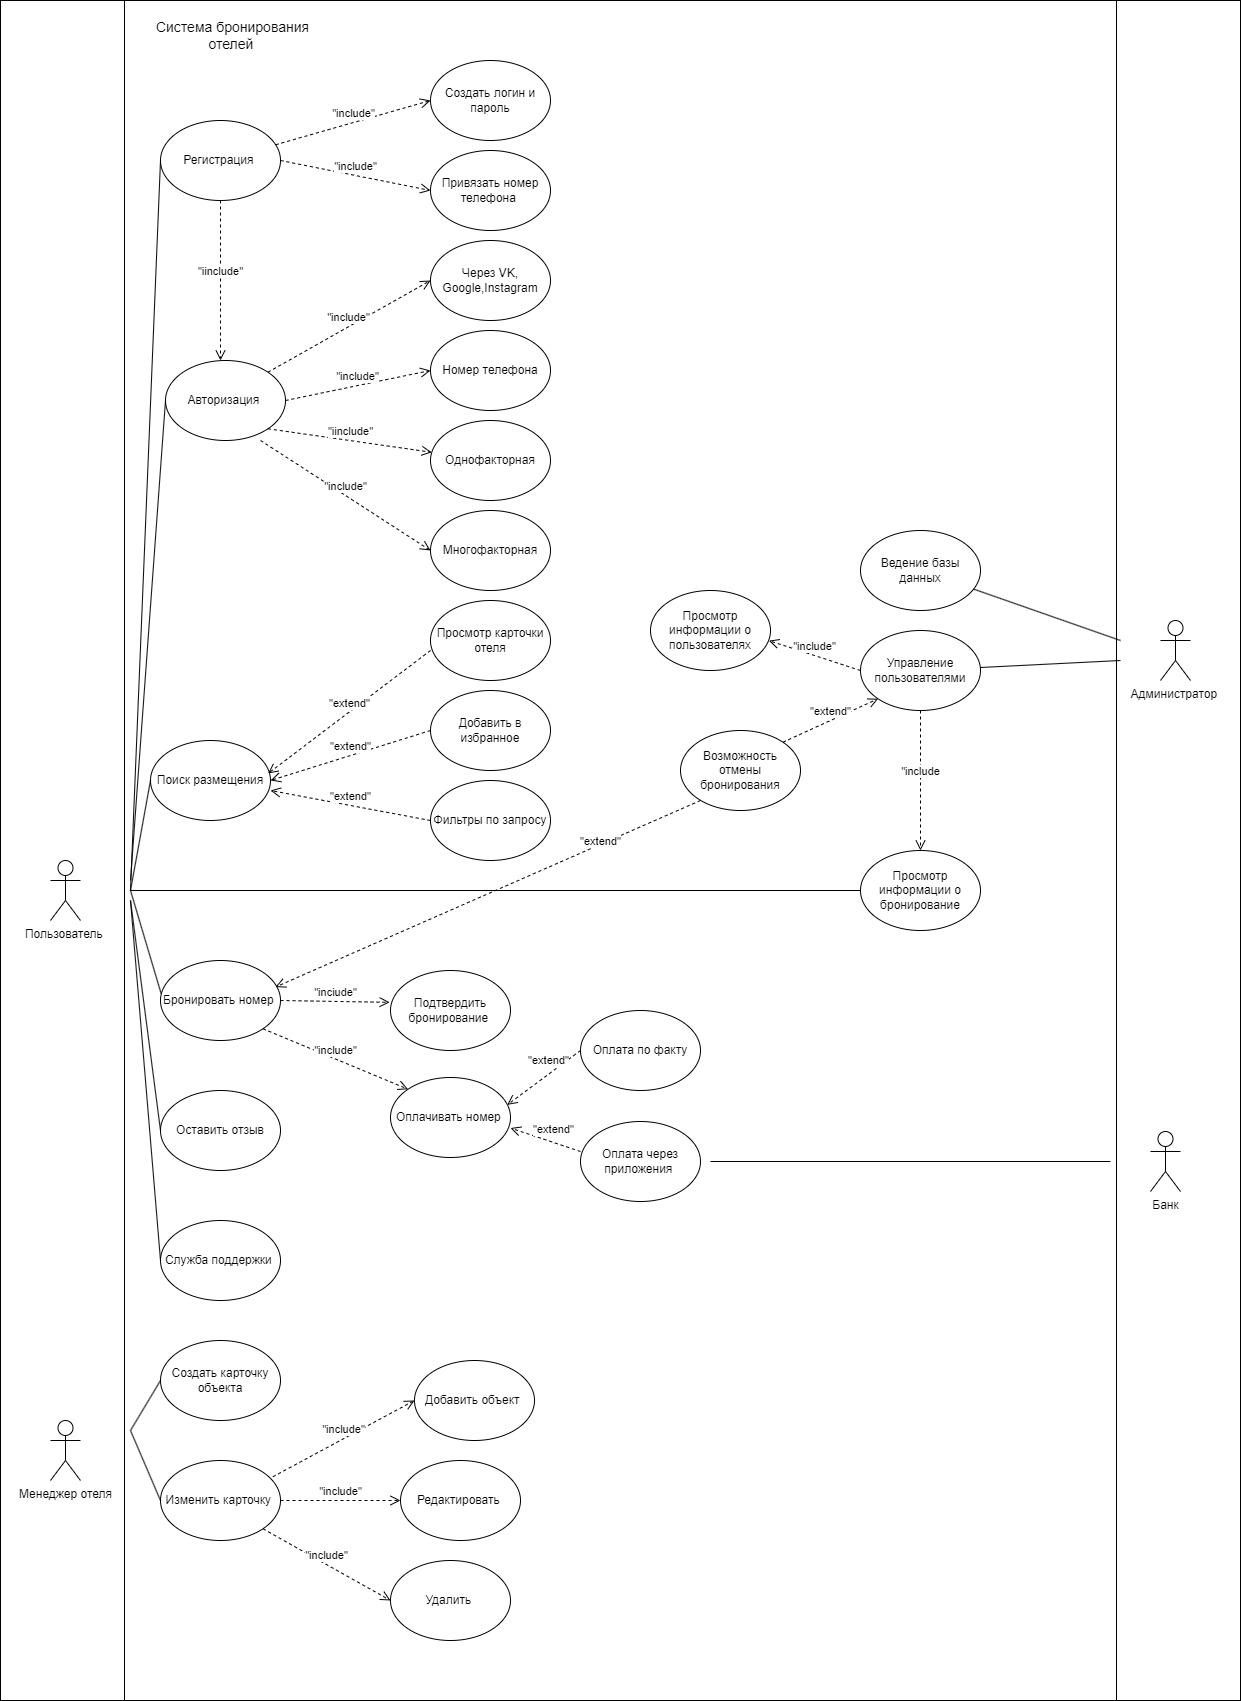 Система бронирования
отелей
Создать логин и
пароль
"include"
Регистрация
"include"
Привязать номер
телефона
"iinclude"
Через VK,
Google,Instagram
"include"
Номер телефона
"include"
Авторизация
"iinclude"
Однофакторная
"include"
Многофакторная
Ведение базы
данных
Просмотр
информации о
пользователях
"include"
Управление
пользователями
Администратор
Просмотр карточки
отеля
"extend"
"extend"
Добавить в
избранное
"extend"
Поиск размещения
"extend"
Фильтры по запросу
Возможность
отмены
бронирования
"include
"extend"
Просмотр
информации о
бронирование
Пользователь
Бронировать номер
"include"
Подтвердить
бронирование
"include"
Оплата по факту
"extend"
Оплачивать номер
"extend"
Оплата через
приложения
Оставить отзыв
Банк
Служба поддержки
Создать карточку
объекта
Добавить объект
"include"
Менеджер отеля
Изменить карточку
"include"
Редактировать
"include"
Удалить